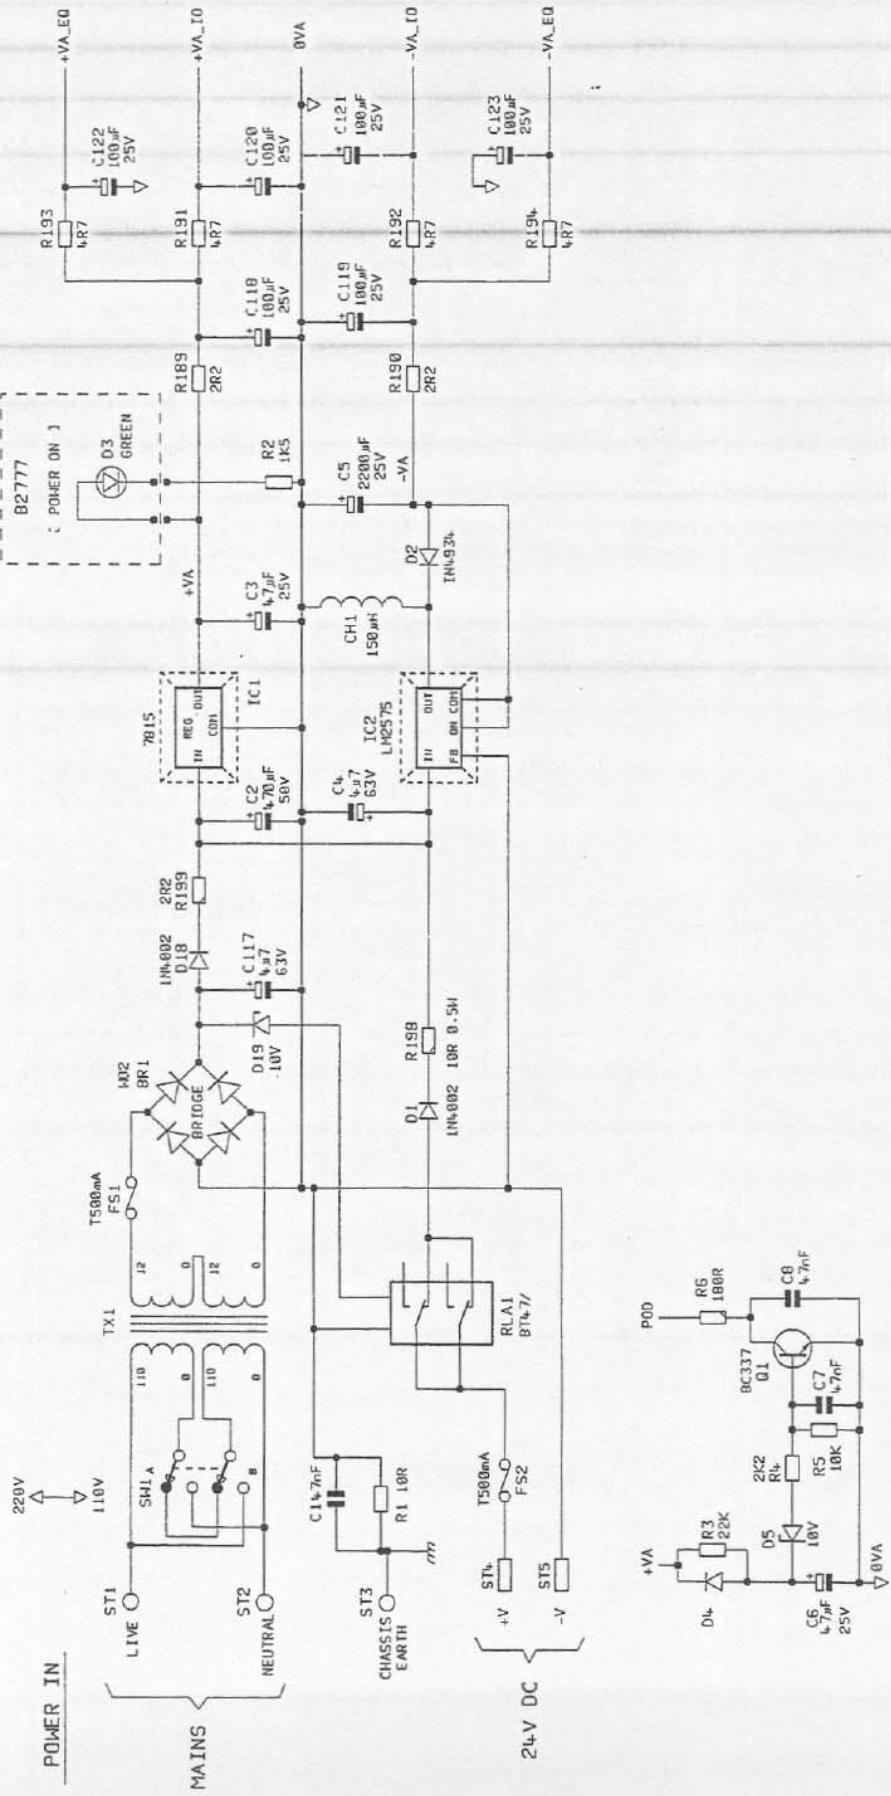 POWER IN
MAINS
LIVE
ST1
NEUTRAL
ST2
220V
110V
SW1
A
B
110
0
110
0
TX1
12
0
12
0
T500mA
FS1
W02
BR1
BRIDGE
D19
10V
C117
4µ7
63V
1N4002
D18
2R2
R199
C2
470µF
50V
7815
REG
IN
OUT
COM
IC1
C3
47µF
25V
+VA
B2777
[ POWER ON ]
D3
GREEN
R2
1K5
R189
2R2
C118
100µF
25V
R193
4R7
R191
4R7
C122
100µF
25V
C120
100µF
25V
+VA_EQ
+VA_IO
0VA
-VA_IO
-VA_EQ
C121
100µF
25V
C123
100µF
25V
R192
4R7
R194
4R7
C119
100µF
25V
R190
2R2
C5
2200µF
25V
-VA
D2
1N4934
CH1
150µH
IC2
LM2575
IN
OUT
FB
ON
COM
C4
4µ7
63V
R198
10R 0.5W
D1
1N4002
RLA1
BT47/
C1 47nF
R1 10R
ST3
CHASSIS
EARTH
T500mA
FS2
ST4
+V
ST5
-V
24V DC
+VA
R3
22K
D4
C6
47µF
25V
0VA
D5
10V
2K2
R4
R5
10K
C7
47nF
BC337
Q1
POD
R6
180R
C8
47nF